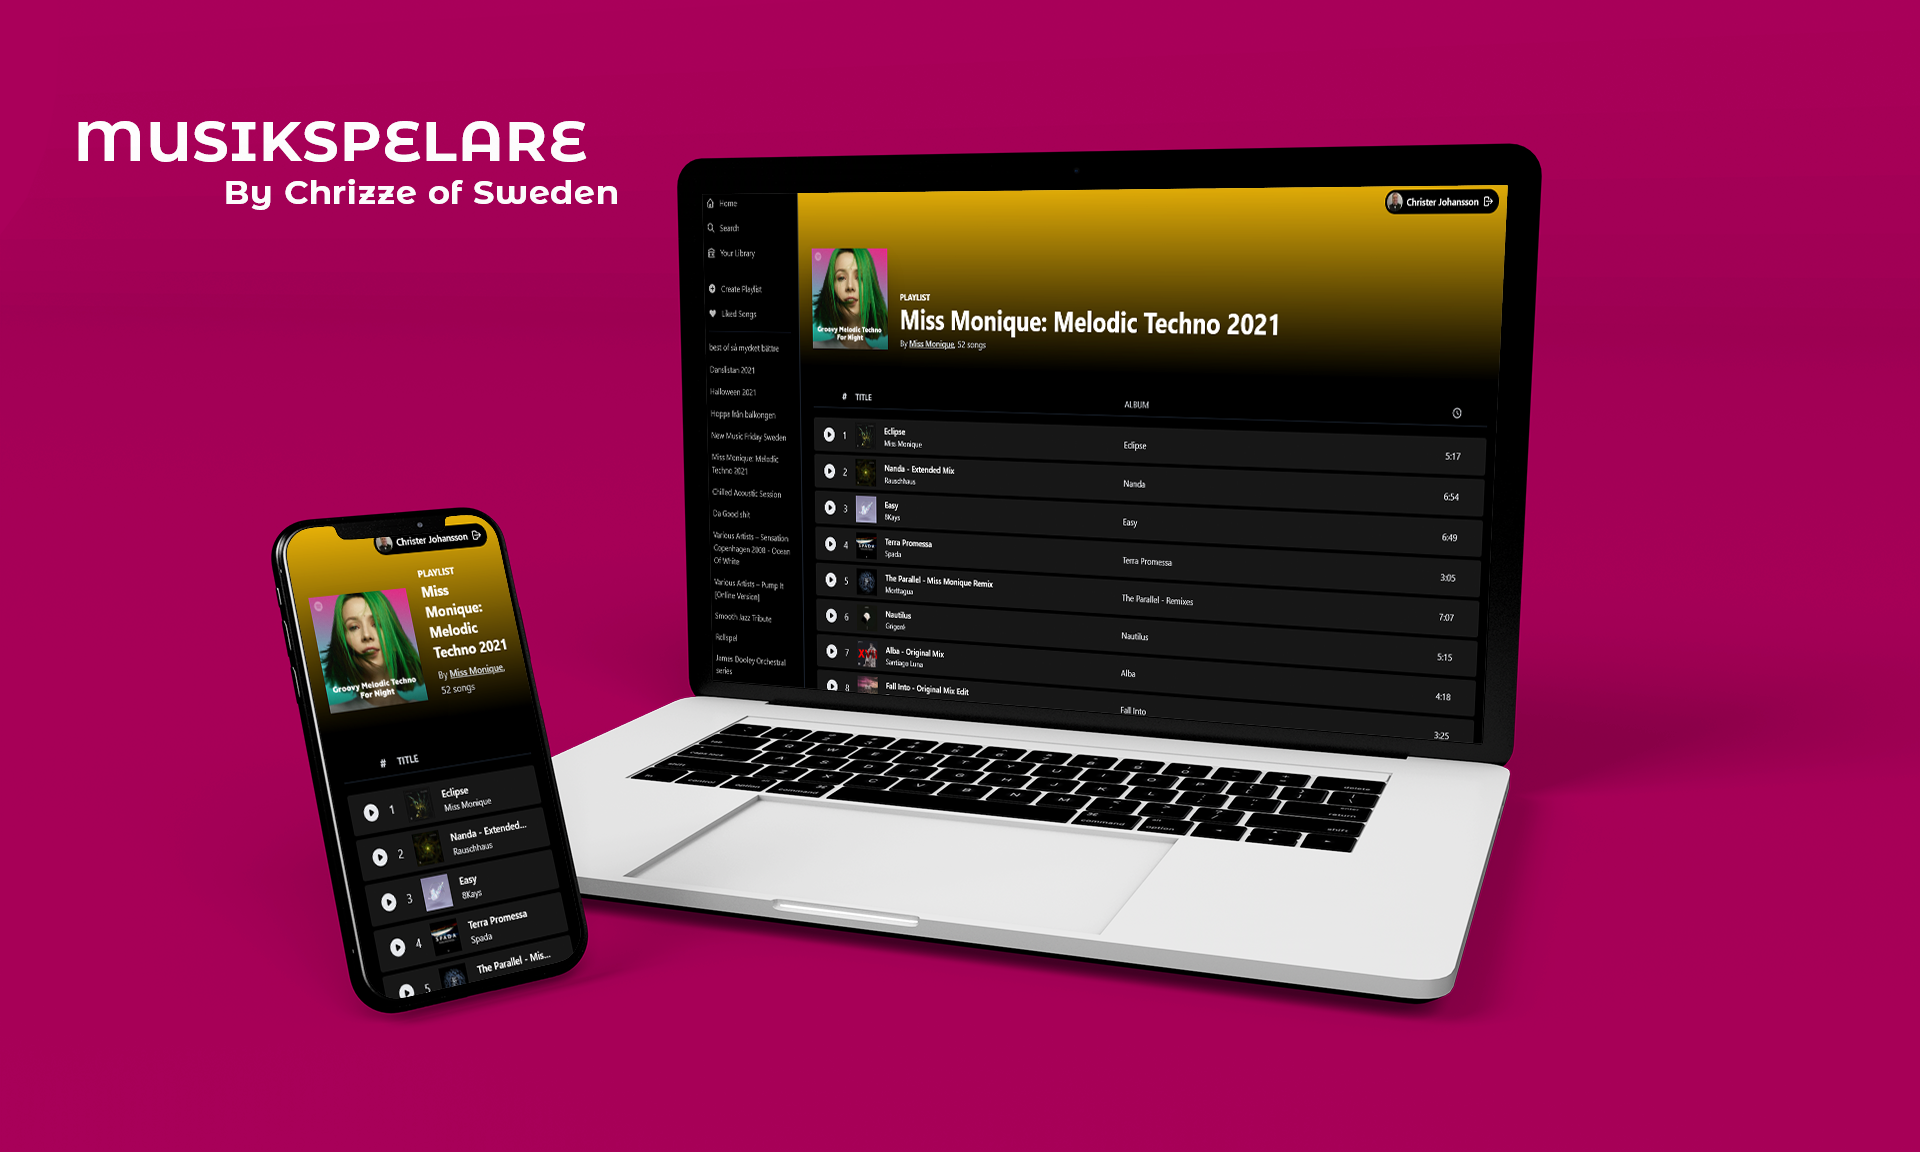 MUSIKSPELARE
By Chrizze of Sweden
Home
Search
Your Library
Create Playlist
Liked Songs
best of så mycket bättre
Danslistan 2021
Halloween 2021
Hoppa från balkongen
New Music Friday Sweden
Miss Monique: Melodic
Techno 2021
Chilled Acoustic Session
Da Good shit
Various Artists – Sensation
Copenhagen 2008 - Ocean
Of White
Various Artists – Pump It
[Online Version]
Smooth Jazz Tribute
Rollspel
James Dooley Orchestral
series
Christer Johansson
Groovy Melodic Techno
For Night
PLAYLIST
Miss Monique: Melodic Techno 2021
By Miss Monique, 52 songs
# TITLE ALBUM
1 Eclipse Eclipse 5:17
Miss Monique
2 Nanda - Extended Mix Nanda 6:54
Rauschhaus
3 Easy Easy 6:49
8Kays
4 Terra Promessa Terra Promessa 3:05
Spada
5 The Parallel - Miss Monique Remix The Parallel - Remixes 7:07
Morttagua
6 Nautilus Nautilus 5:15
Grigoré
7 Alba - Original Mix Alba 4:18
Santiago Luna
8 Fall Into - Original Mix Edit Fall Into 3:25
Christer Johansson
PLAYLIST
Miss
Monique:
Melodic
Techno 2021
By Miss Monique,
52 songs
Groovy Melodic Techno
For Night
# TITLE
1 Eclipse
Miss Monique
2 Nanda - Extended...
Rauschhaus
3 Easy
8Kays
4 Terra Promessa
Spada
SPADA
5 The Parallel - Mis...